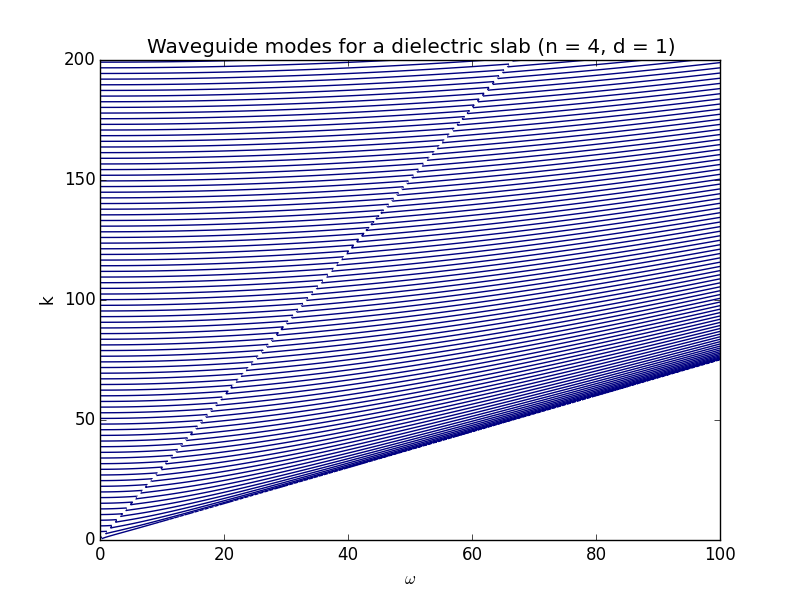 Waveguide modes for a dielectric slab (n = 4, d = 1)
200
150
100
50
0
k
0 20 40 60 80 100
ω